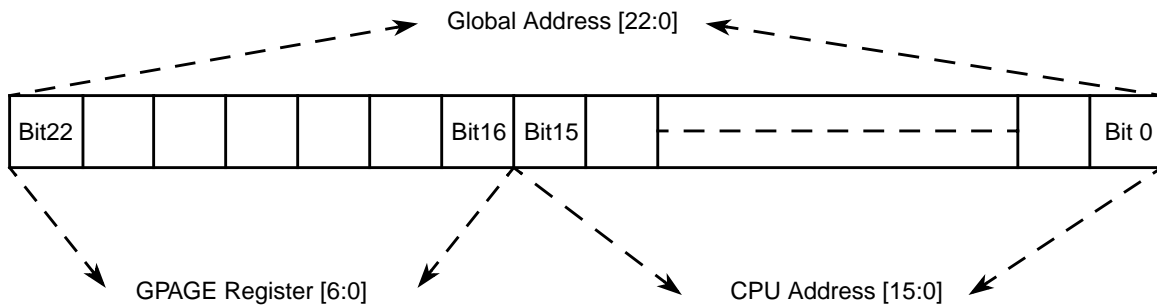 Global Address [22:0]
Bit22 Bit16 Bit15 Bit 0
GPAGE Register [6:0] CPU Address [15:0]